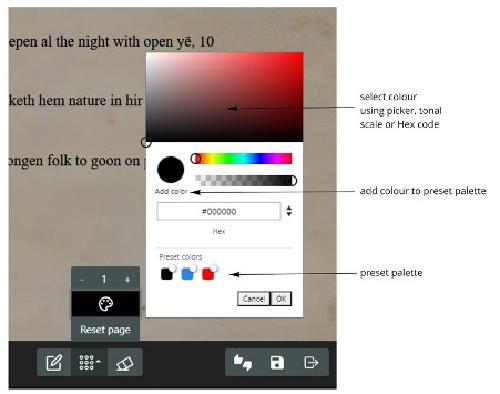 epen al the night with open yë, 10
keth hem nature in hir
ongen folk to goon on
select colour
using picker, tonal
scale or Hex code
Add color
add colour to preset palette
#000000
Hex
Preset colors
preset palette
- 1 +
Cancel OK
Reset page